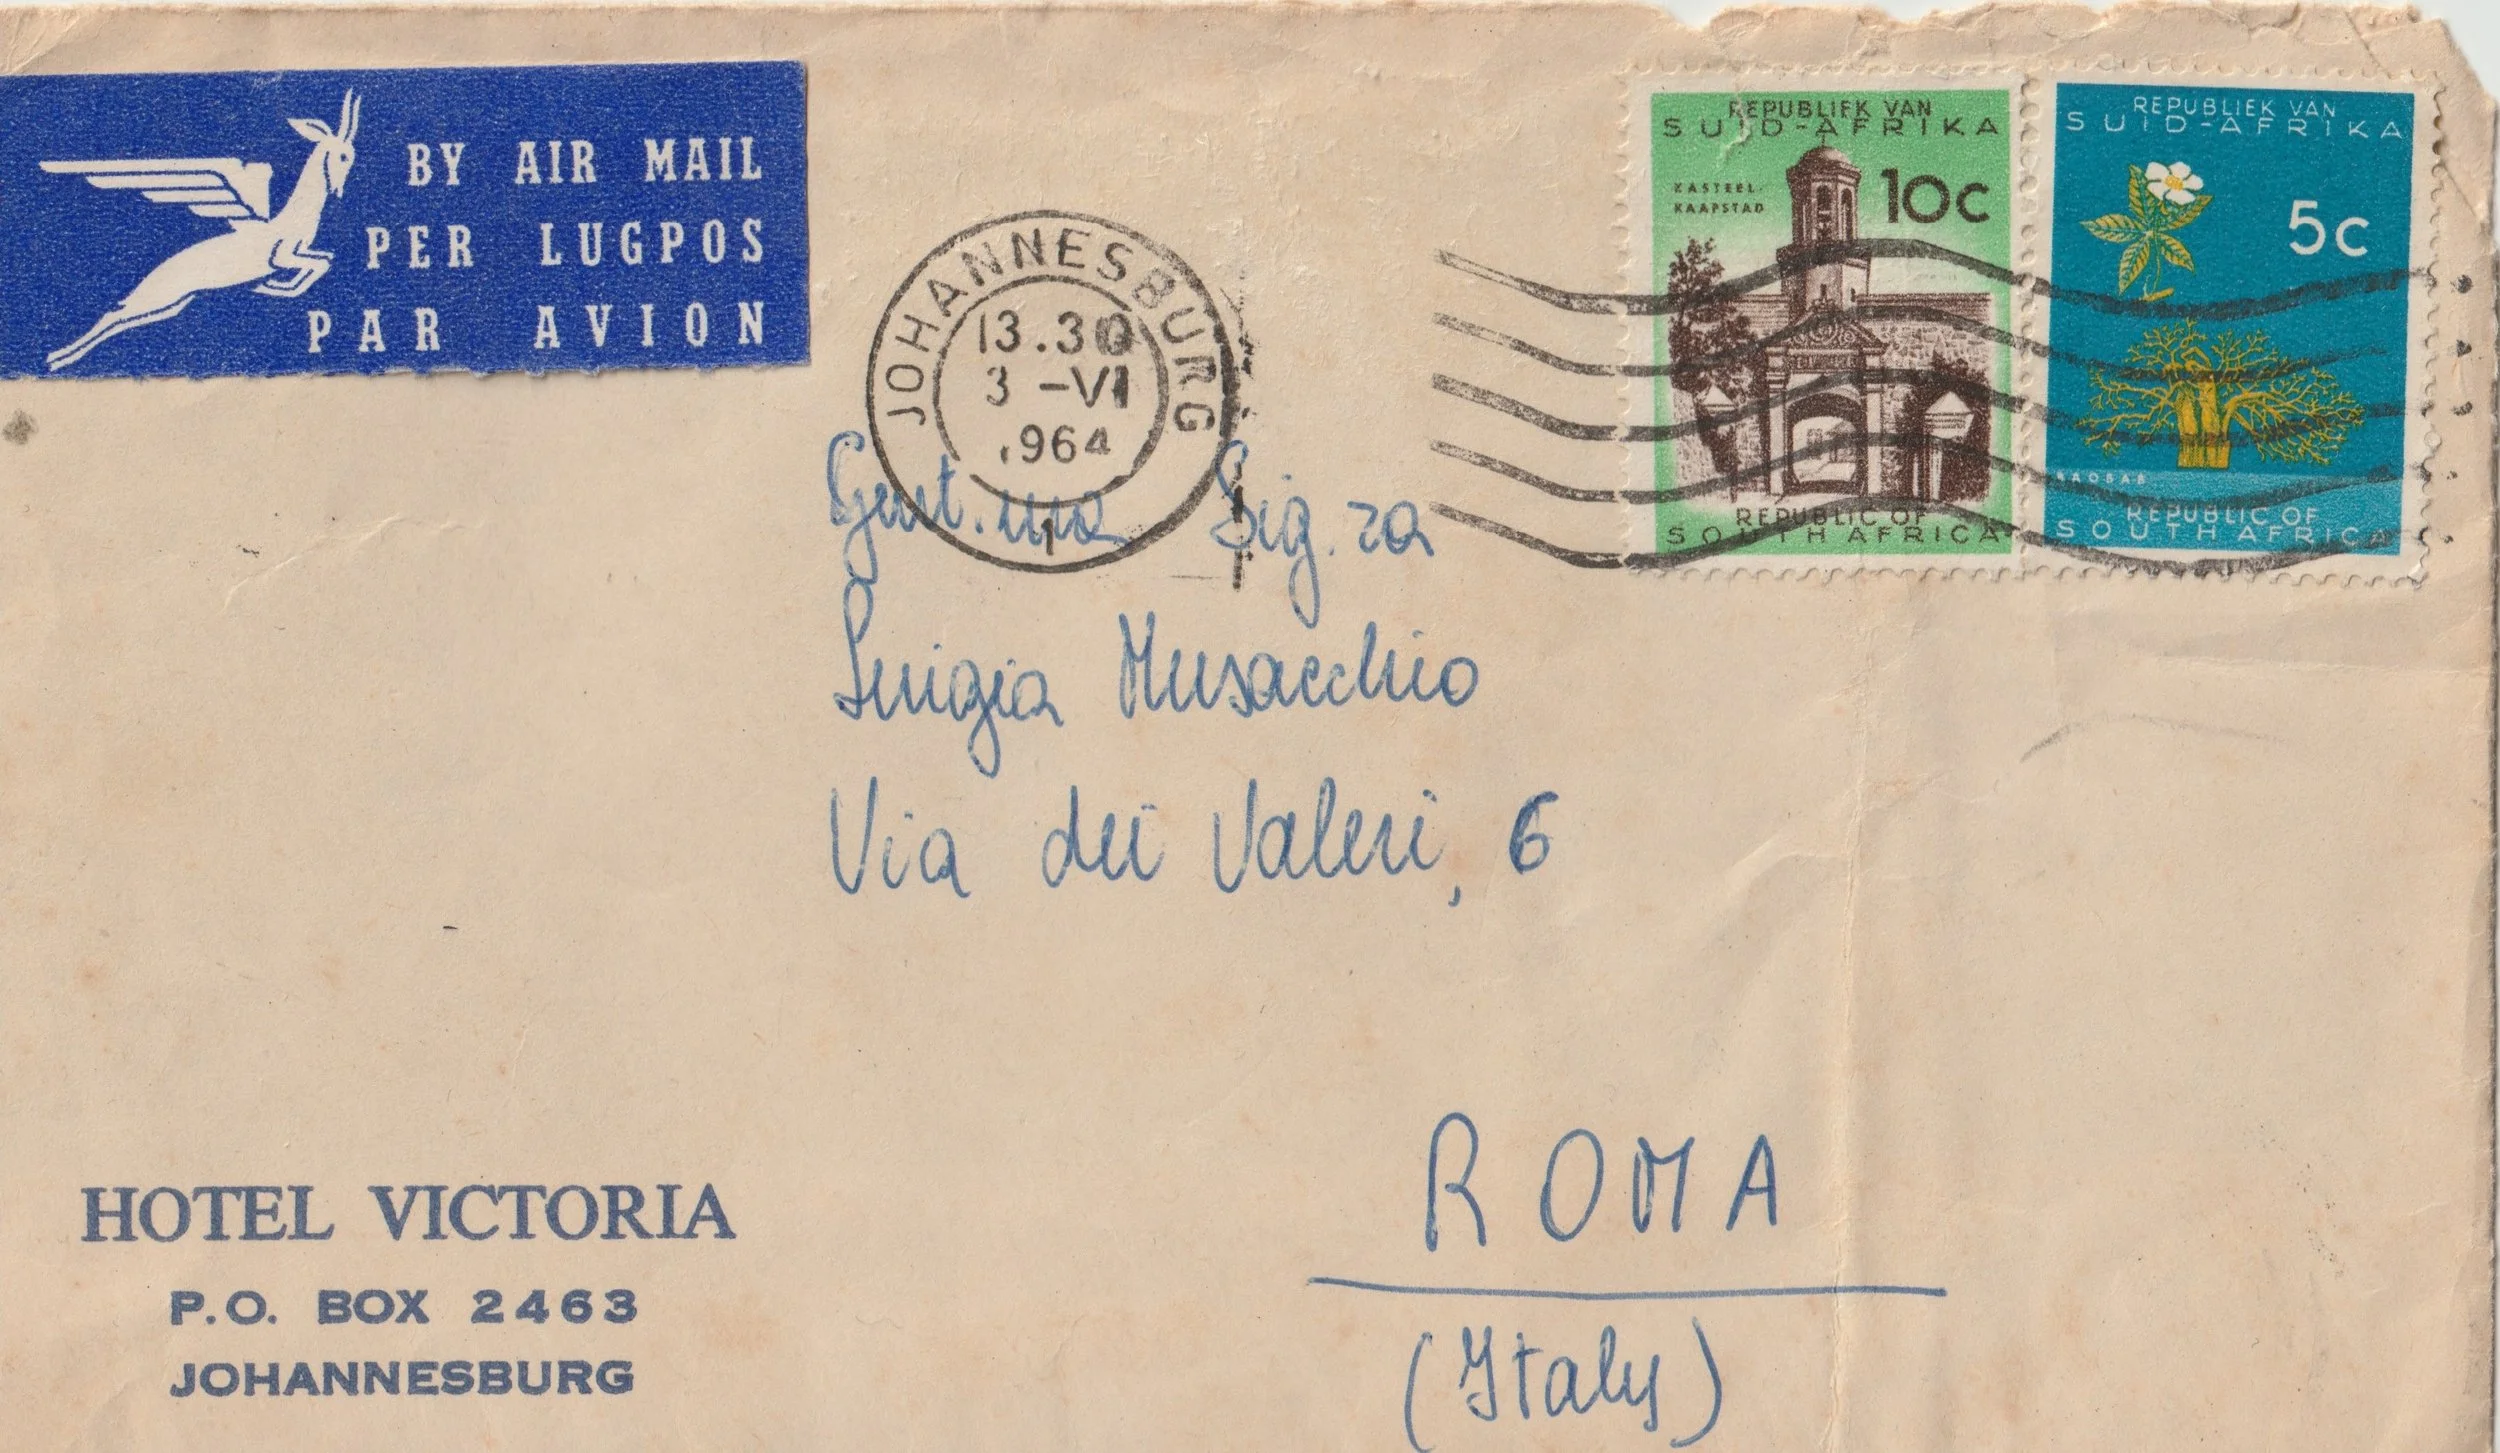 BY AIR MAIL
PER LUGPOS
PAR AVION
JOHANNESBURG
13.30
3 -VI
1964
1
REPUBLIEK VAN
SUID-AFRIKA
KASTEEL-
KAAPSTAD
10c
REPUBLIC OF
SOUTH AFRICA
REPUBLIEK VAN
SUID-AFRIKA
5c
BAOBAB
REPUBLIC OF
SOUTH AFRICA
Gent.ma Sig.ra
Luigia Musacchio
Via dei Valeri, 6
ROMA
(Italy)
HOTEL VICTORIA
P.O. BOX 2463
JOHANNESBURG